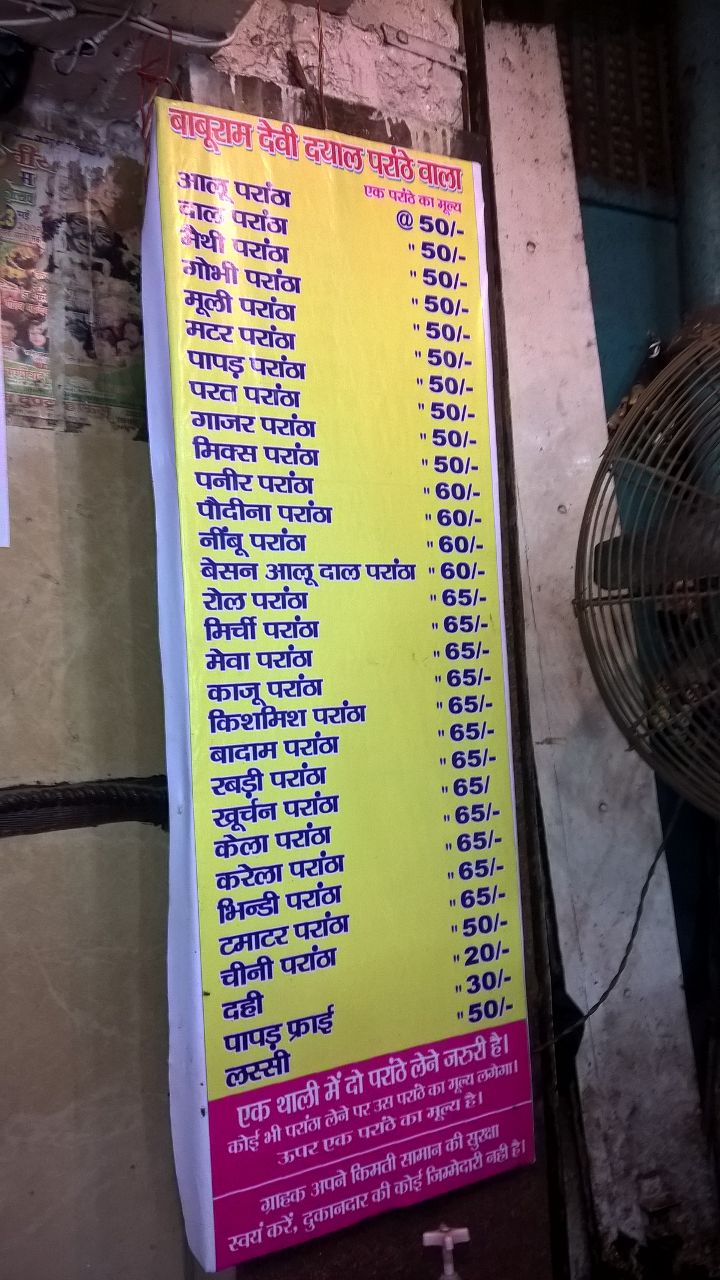 बाबूराम देवी दयाल परांठे वाला
एक परांठे का मूल्य
आलू परांठा @ 50/-
दाल परांठा " 50/-
मैथी परांठा " 50/-
गोभी परांठा " 50/-
मूली परांठा " 50/-
मटर परांठा " 50/-
पापड़ परांठा " 50/-
परत परांठा " 50/-
गाजर परांठा " 50/-
मिक्स परांठा " 50/-
पनीर परांठा " 60/-
पौदीना परांठा " 60/-
नींबू परांठा " 60/-
बेसन आलू दाल परांठा " 60/-
रोल परांठा " 65/-
मिर्ची परांठा " 65/-
मेवा परांठा " 65/-
काजू परांठा " 65/-
किशमिश परांठा " 65/-
बादाम परांठा " 65/-
रबड़ी परांठा " 65/-
खूर्चन परांठा " 65/
केला परांठा " 65/-
करेला परांठा " 65/-
भिन्डी परांठा " 65/-
टमाटर परांठा " 65/-
चीनी परांठा " 50/-
दही " 20/-
पापड़ फ्राई " 30/-
लस्सी " 50/-
एक थाली में दो परांठे लेने जरुरी है।
कोई भी परांठा लेने पर उस परांठे का मूल्य लगेगा।
ऊपर एक परांठे का मूल्य है।
ग्राहक अपने किमती सामान की सुरक्षा
स्वयं करें, दुकानदार की कोई जिम्मेदारी नही है।